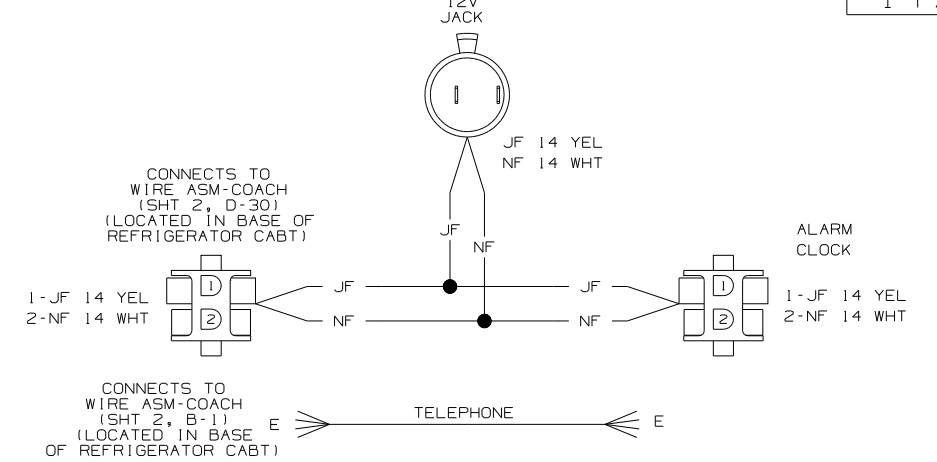 12V
JACK
JF 14 YEL
NF 14 WHT
CONNECTS TO
WIRE ASM-COACH
(SHT 2, D-30)
(LOCATED IN BASE OF
REFRIGERATOR CABT)
JF
NF
ALARM
CLOCK
1-JF 14 YEL
2-NF 14 WHT
1
2
JF
NF
JF
NF
1
2
1-JF 14 YEL
2-NF 14 WHT
CONNECTS TO
WIRE ASM-COACH
(SHT 2, B-1)
(LOCATED IN BASE
OF REFRIGERATOR CABT)
E
TELEPHONE
E